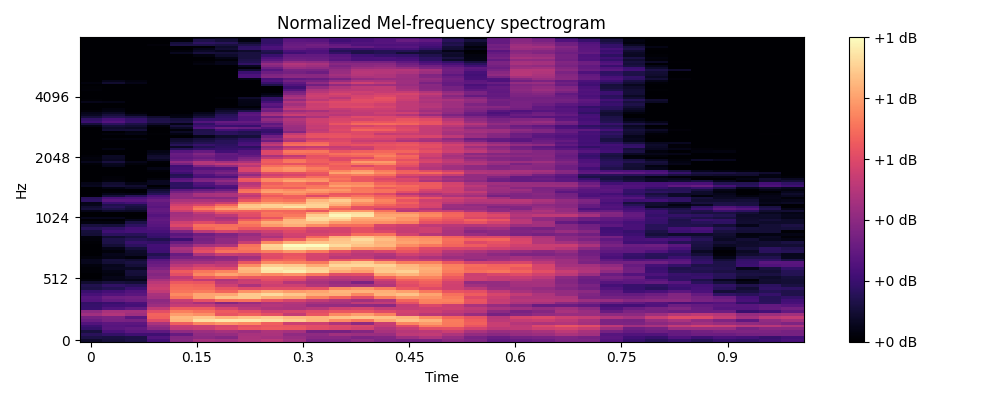 Normalized Mel-frequency spectrogram
Hz
4096
2048
1024
512
0
0 0.15 0.3 0.45 0.6 0.75 0.9
Time
+1 dB
+1 dB
+1 dB
+0 dB
+0 dB
+0 dB